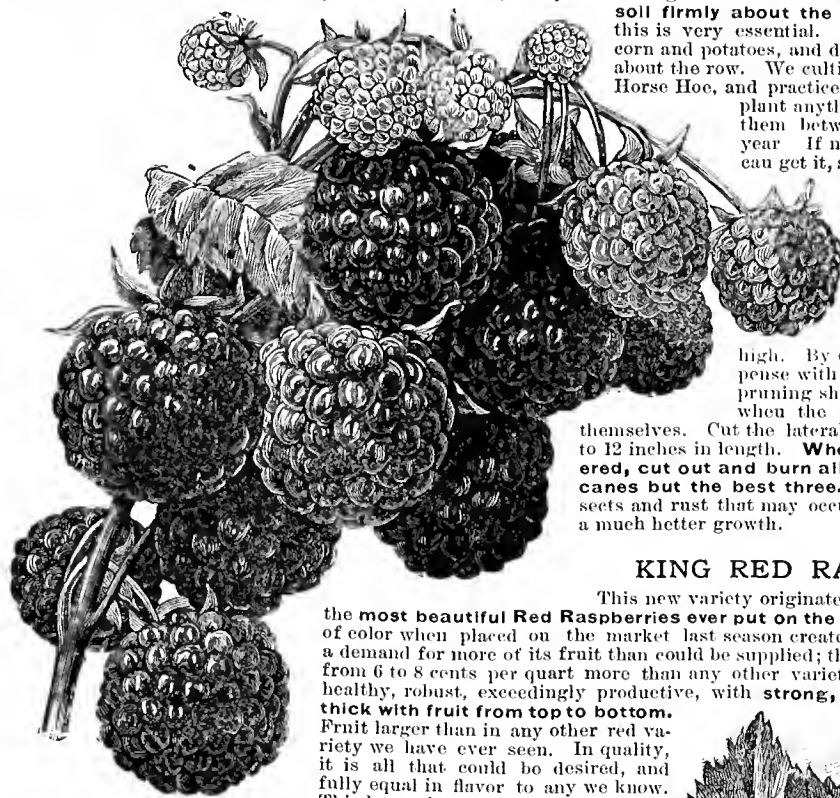 soil firmly about the
this is very essential.
corn and potatoes, and d
about the row. We culti
Horse Hoe, and practice
plant anyth
them betw
year If n
can get it, s
high. By
pense with
pruning sh
when the
themselves. Cut the latera
to 12 inches in length. Whe
ered, cut out and burn all
canes but the best three.
sects and rust that may occu
a much better growth.
KING RED RA
This new variety originate
the most beautiful Red Raspberries ever put on the
of color when placed on the market last season create
a demand for more of its fruit than could be supplied; th
from 6 to 8 cents per quart more than any other variet
healthy, robust, exceedingly productive, with strong,
thick with fruit from top to bottom.
Fruit larger than in any other red va-
riety we have ever seen. In quality,
it is all that could be desired, and
fully equal in flavor to any we know.